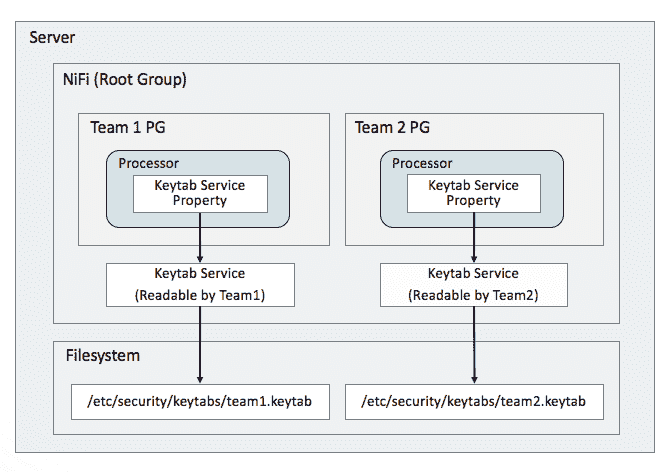 Server
NiFi (Root Group)
Team 1 PG
Processor
Keytab Service
Property
Keytab Service
(Readable by Team1)
Team 2 PG
Processor
Keytab Service
Property
Keytab Service
(Readable by Team2)
Filesystem
/etc/security/keytabs/team1.keytab
/etc/security/keytabs/team2.keytab